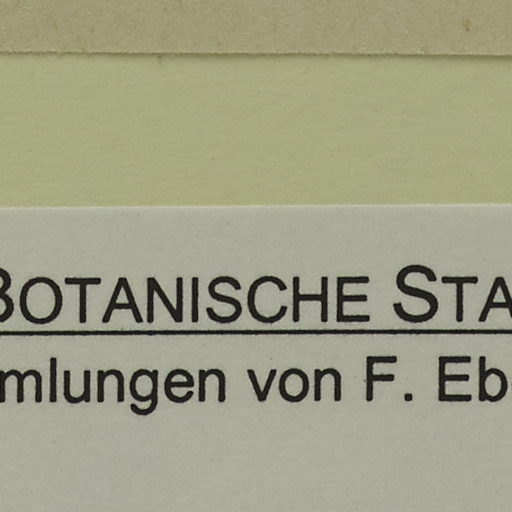 BOTANISCHE STA
mlungen von F. Eb